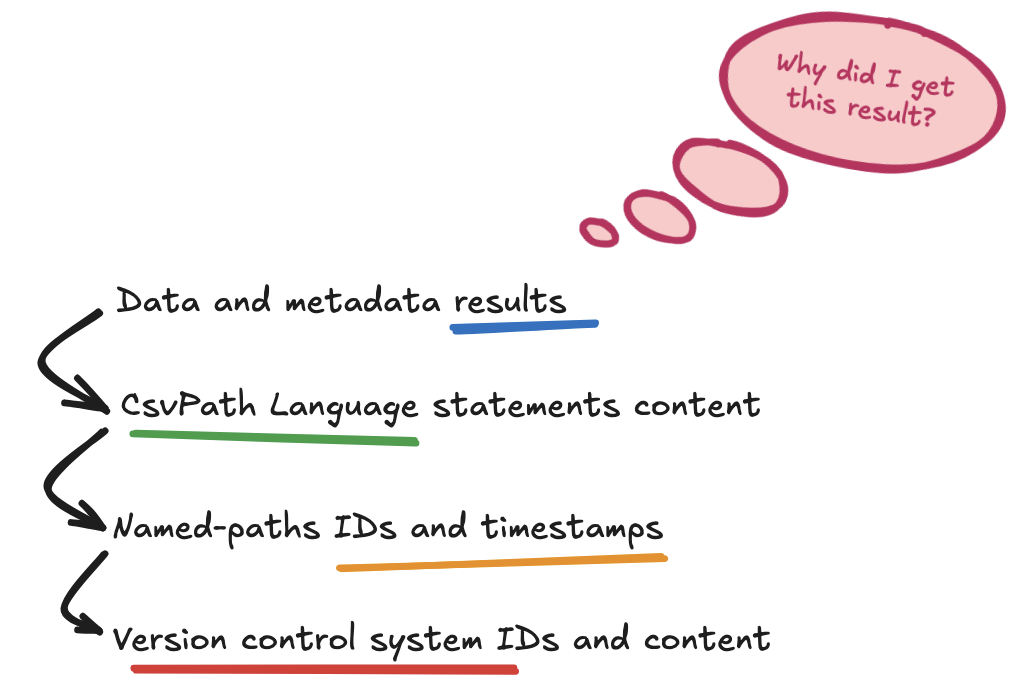 Why did I get
this result?
Data and metadata results
CsvPath Language statements content
Named-paths IDs and timestamps
Version control system IDs and content